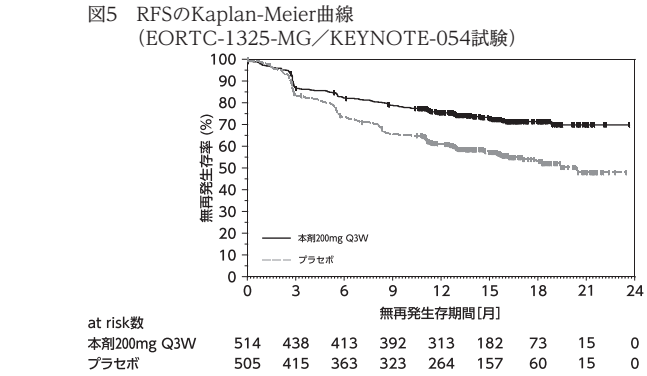 図5 RFSのKaplan-Meier曲線
（EORTC-1325-MG／KEYNOTE-054試験）
無再発生存率 (%)
100
90
80
70
60
50
40
30
20
10
0
本剤200mg Q3W
プラセボ
0 3 6 9 12 15 18 21 24
無再発生存期間[月]
at risk数
本剤200mg Q3W 514 438 413 392 313 182 73 15 0
プラセボ 505 415 363 323 264 157 60 15 0